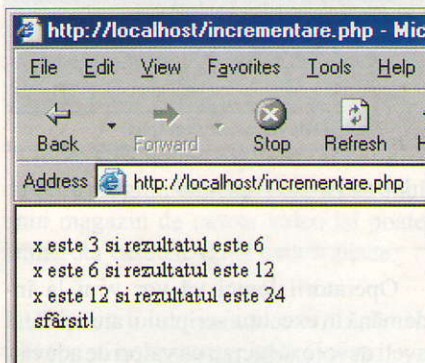 http://localhost/incrementare.php - Mic
File Edit View Favorites Tools Help
Back Forward Stop Refresh
Address http://localhost/incrementare.php
x este 3 si rezultatul este 6
x este 6 si rezultatul este 12
x este 12 si rezultatul este 24
sfârsit!